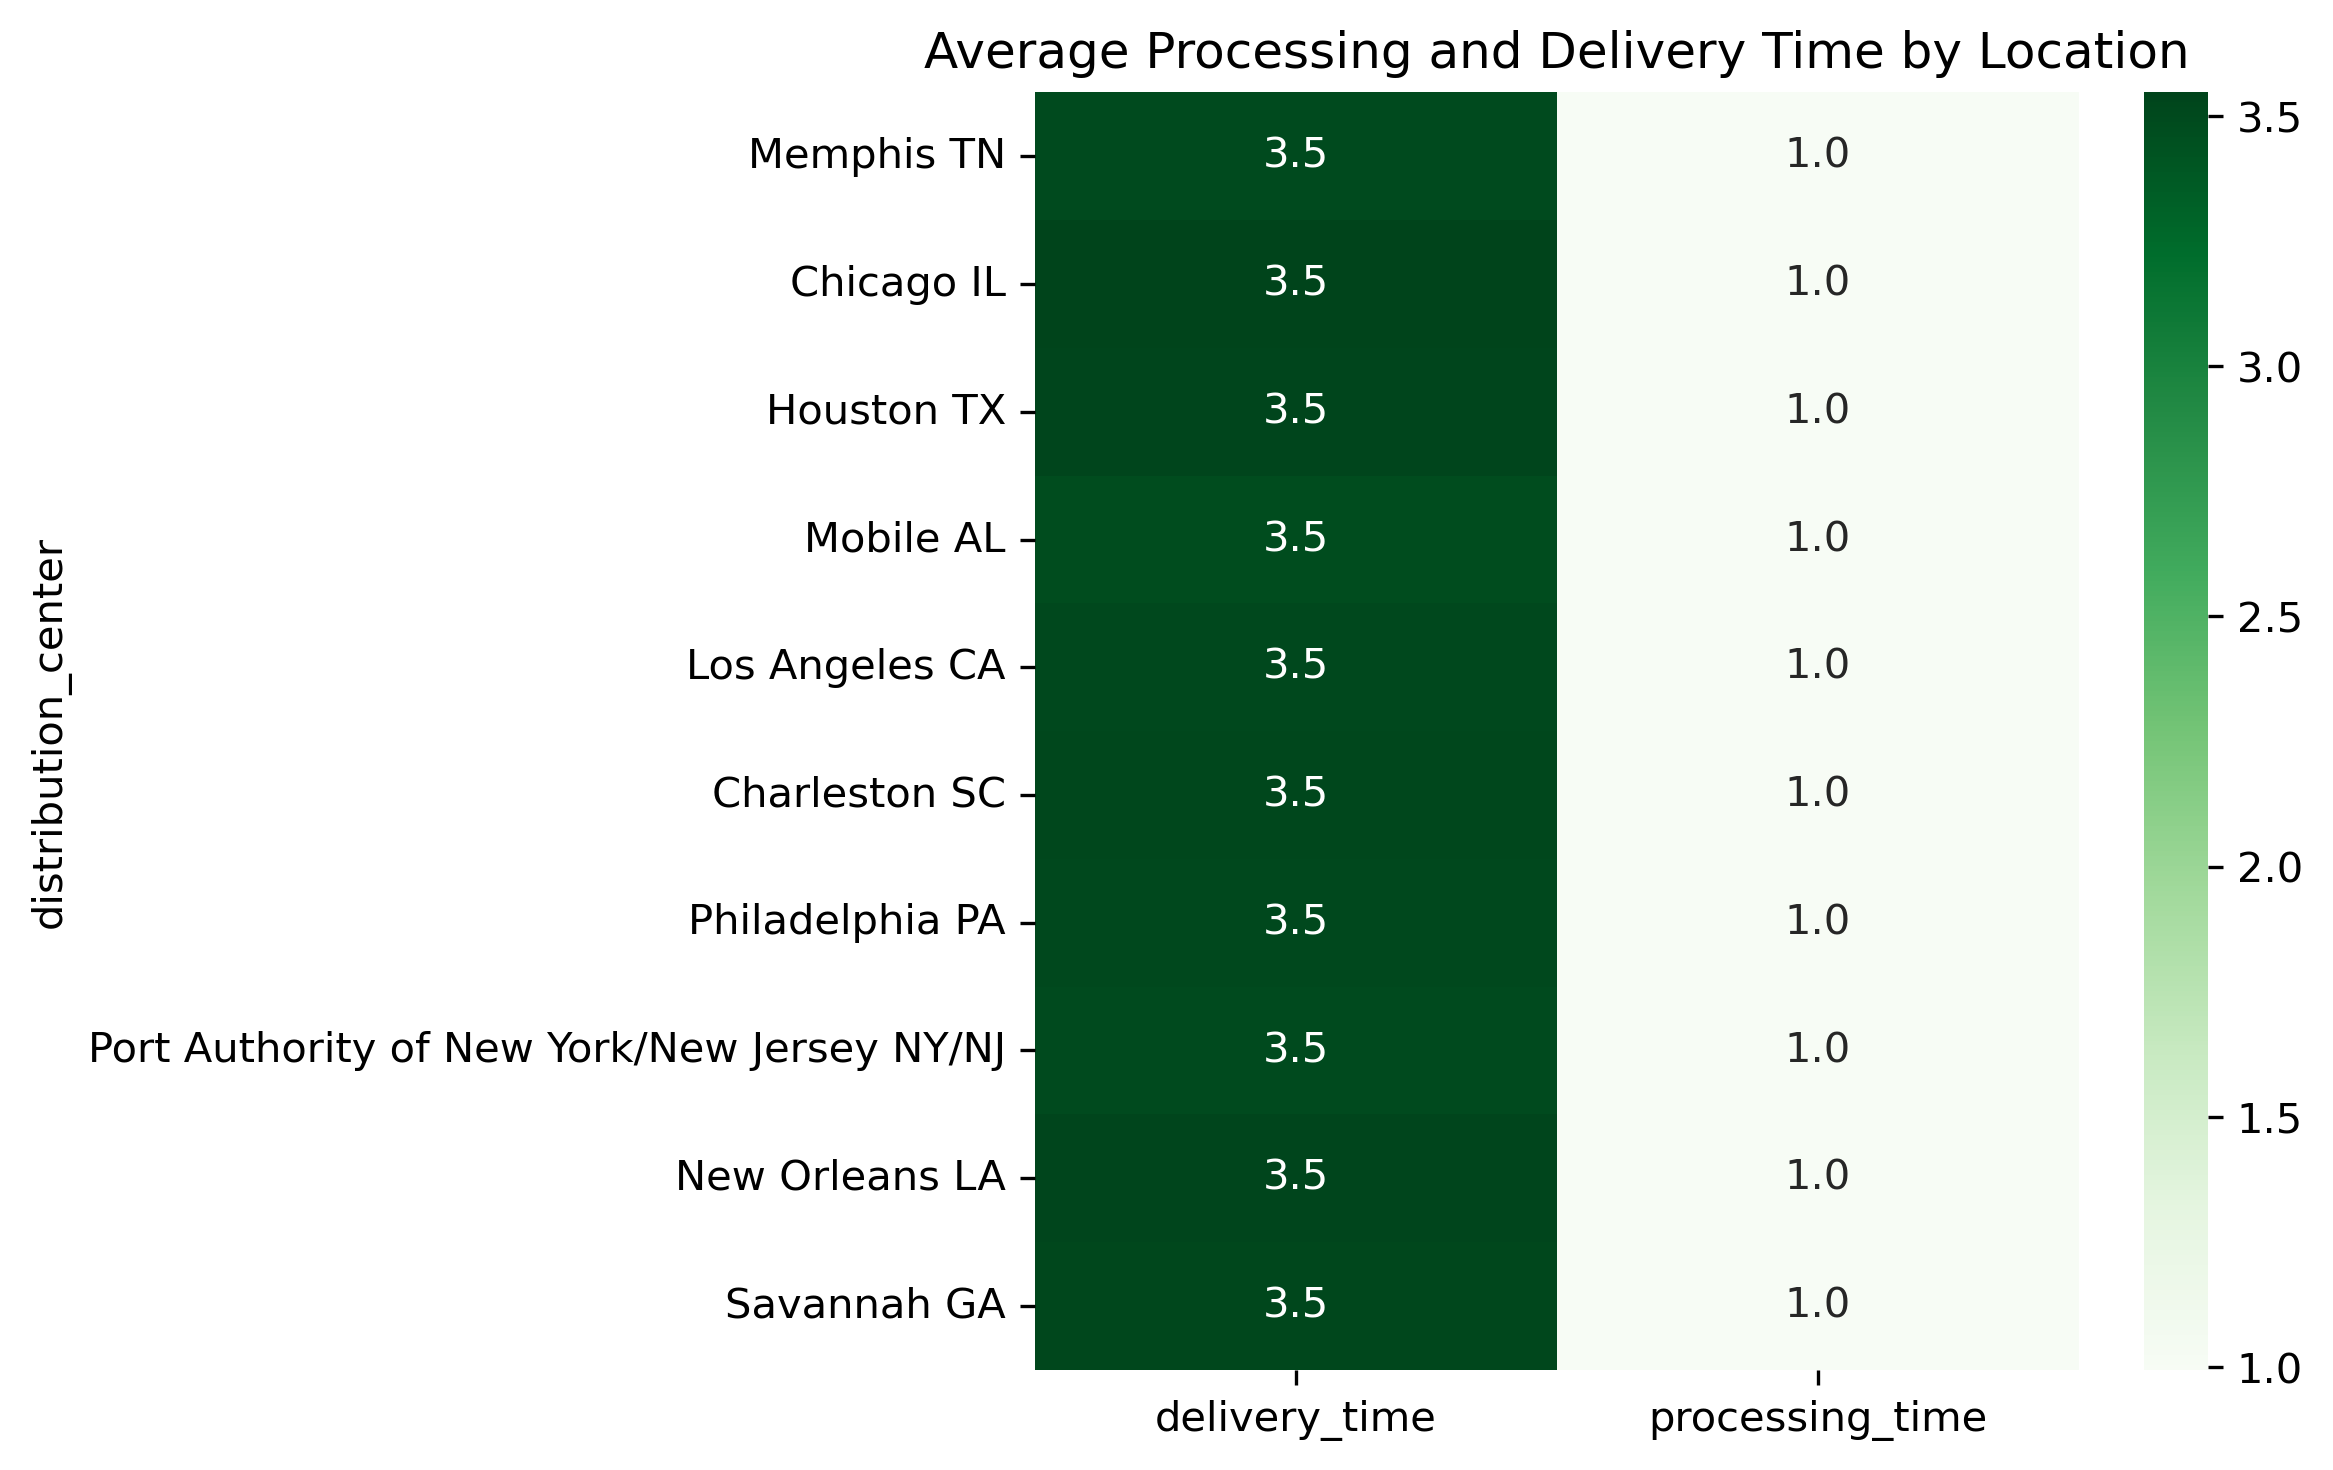 Average Processing and Delivery Time by Location
distribution_center
Memphis TN 3.5 1.0
Chicago IL 3.5 1.0
Houston TX 3.5 1.0
Mobile AL 3.5 1.0
Los Angeles CA 3.5 1.0
Charleston SC 3.5 1.0
Philadelphia PA 3.5 1.0
Port Authority of New York/New Jersey NY/NJ 3.5 1.0
New Orleans LA 3.5 1.0
Savannah GA 3.5 1.0
delivery_time processing_time
3.5
3.0
2.5
2.0
1.5
1.0